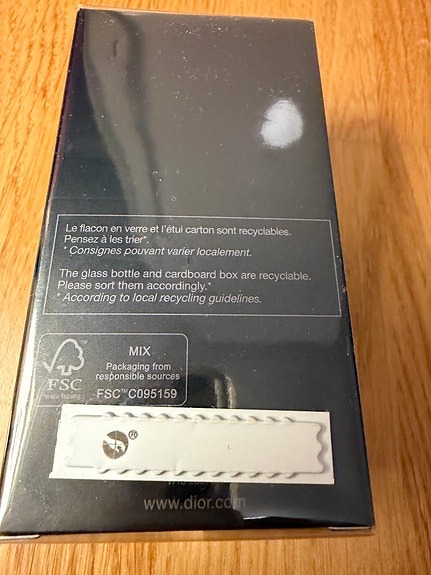 Le flacon en verre et l'étui carton sont recyclables.
Pensez à les trier*.
* Consignes pouvant varier localement.
The glass bottle and cardboard box are recyclable.
Please sort them accordingly.*
* According to local recycling guidelines.
FSC™
www.fsc.org
MIX
Packaging from
responsible sources
FSC™ C095159
®
www.dior.com